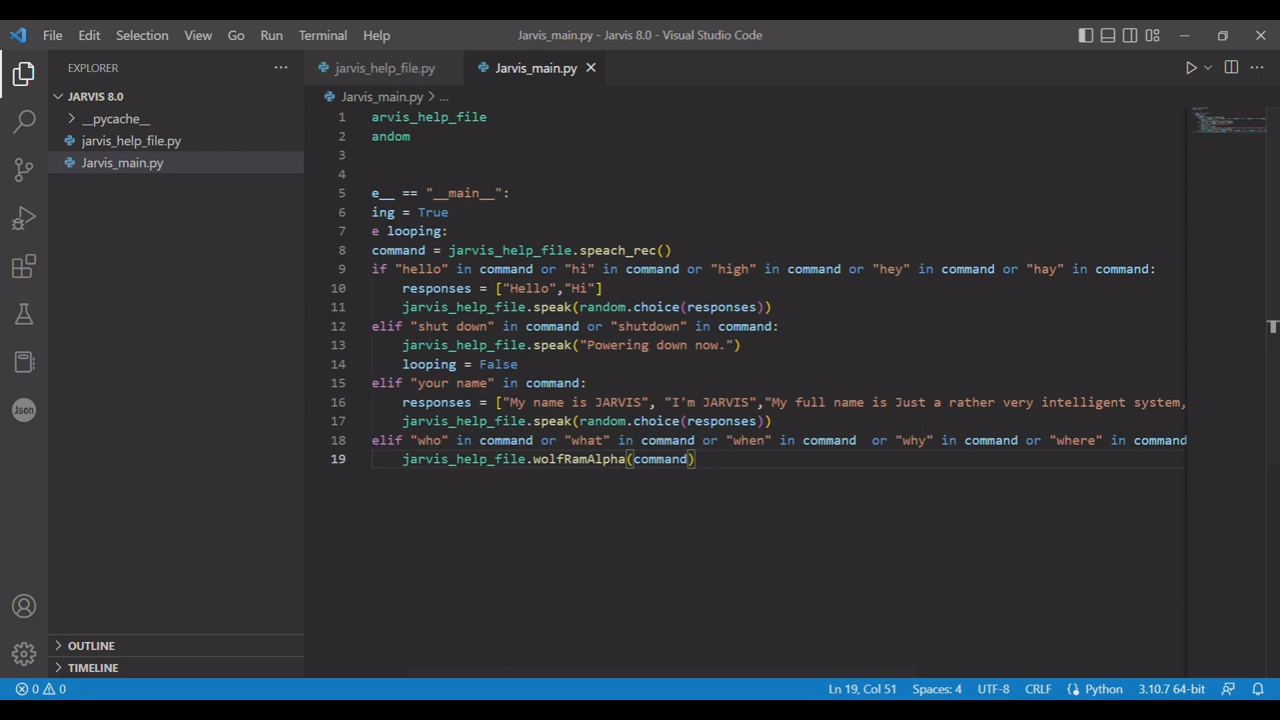 File Edit Selection View Go Run Terminal Help Jarvis_main.py - Jarvis 8.0 - Visual Studio Code
EXPLORER
JARVIS 8.0
__pycache__
jarvis_help_file.py
Jarvis_main.py
jarvis_help_file.py Jarvis_main.py
Jarvis_main.py > ...
1 arvis_help_file
2 andom
3
4
5 e__ == "__main__":
6 ing = True
7 e looping:
8 command = jarvis_help_file.speach_rec()
9 if "hello" in command or "hi" in command or "high" in command or "hey" in command or "hay" in command:
10 responses = ["Hello","Hi"]
11 jarvis_help_file.speak(random.choice(responses))
12 elif "shut down" in command or "shutdown" in command:
13 jarvis_help_file.speak("Powering down now.")
14 looping = False
15 elif "your name" in command:
16 responses = ["My name is JARVIS", "I'm JARVIS","My full name is Just a rather very intelligent system,
17 jarvis_help_file.speak(random.choice(responses))
18 elif "who" in command or "what" in command or "when" in command  or "why" in command or "where" in command
19 jarvis_help_file.wolfRamAlpha(command)
Json
OUTLINE
TIMELINE
0 0 Ln 19, Col 51 Spaces: 4 UTF-8 CRLF Python 3.10.7 64-bit
T